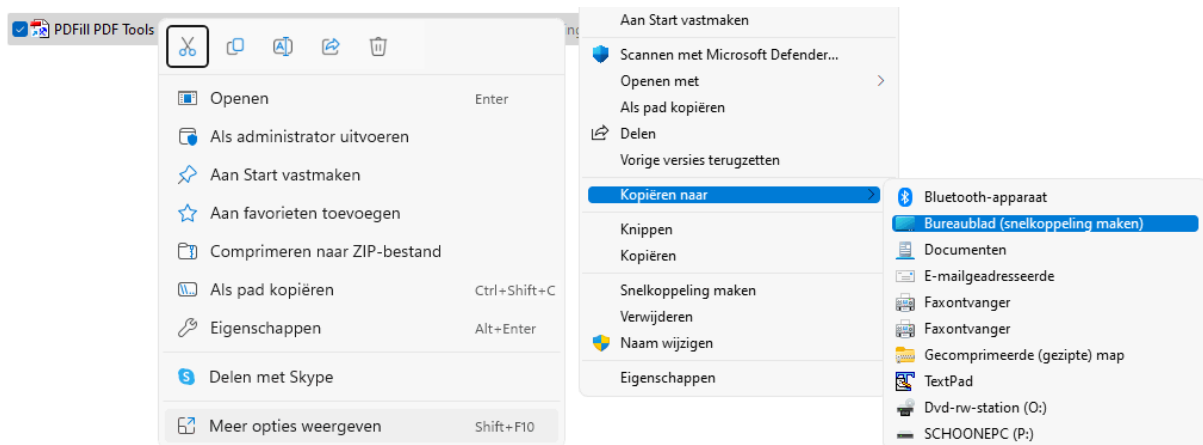 PDFill PDF Tools
Openen Enter
Als administrator uitvoeren
Aan Start vastmaken
Aan favorieten toevoegen
Comprimeren naar ZIP-bestand
Als pad kopiëren Ctrl+Shift+C
Eigenschappen Alt+Enter
Delen met Skype
Meer opties weergeven Shift+F10
Aan Start vastmaken
Scannen met Microsoft Defender...
Openen met
Als pad kopiëren
Delen
Vorige versies terugzetten
Kopiëren naar
Knippen
Kopiëren
Snelkoppeling maken
Verwijderen
Naam wijzigen
Eigenschappen
Bluetooth-apparaat
Bureaublad (snelkoppeling maken)
Documenten
E-mailgeadresseerde
Faxontvanger
Faxontvanger
Gecomprimeerde (gezipte) map
TextPad
Dvd-rw-station (O:)
SCHOONEPC (P:)